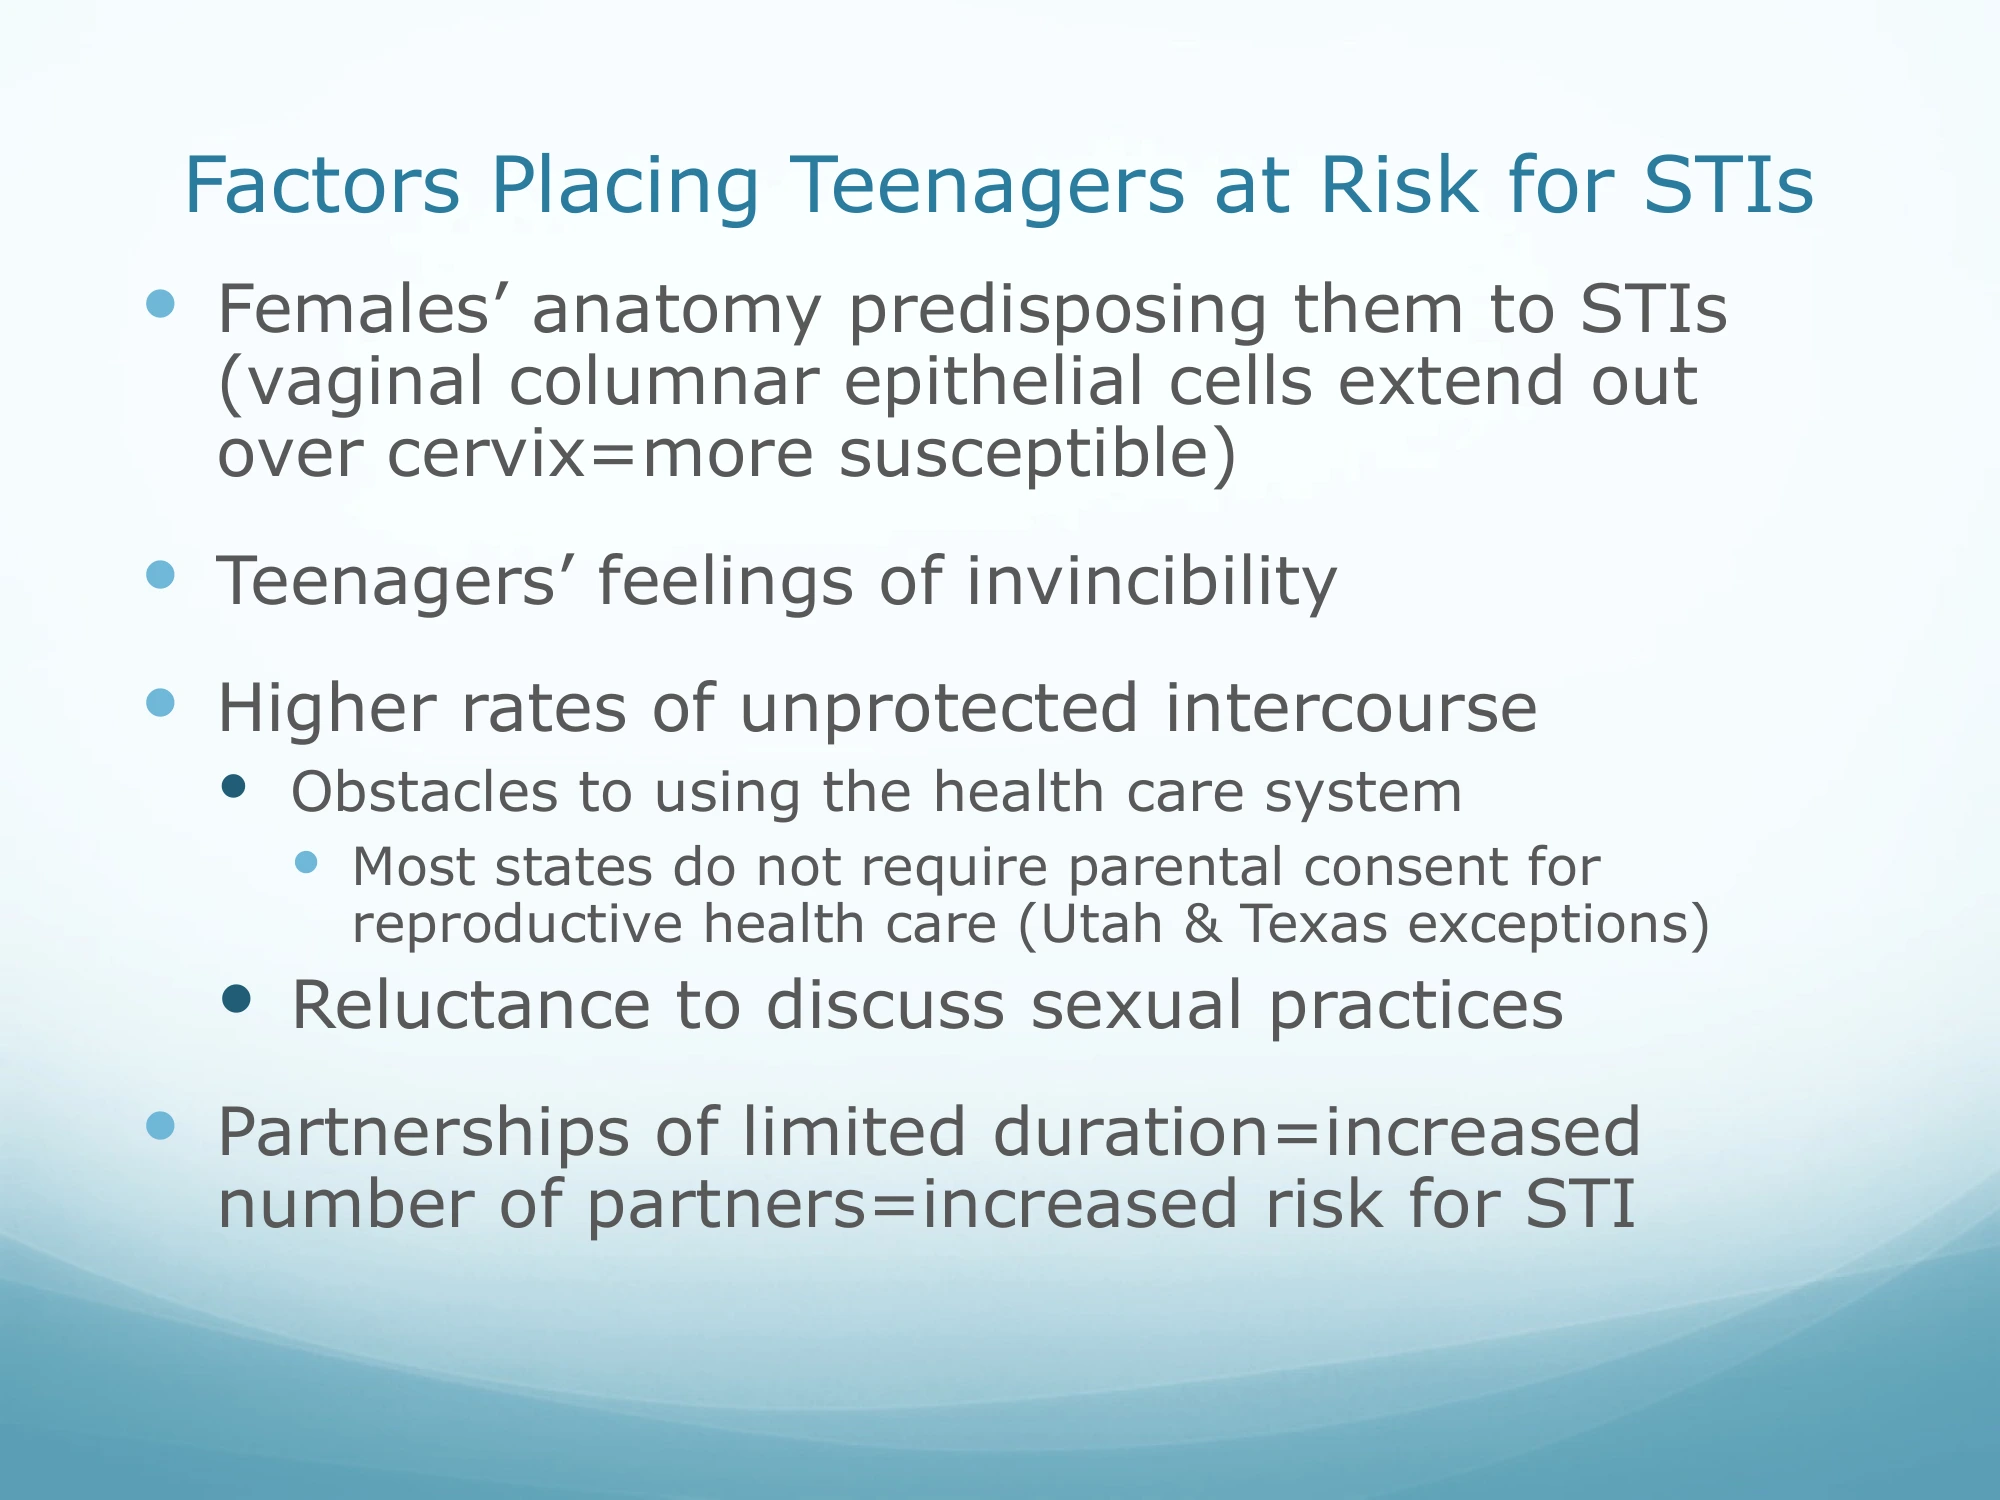 Factors Placing Teenagers at Risk for STIs
• Females’ anatomy predisposing them to STIs
(vaginal columnar epithelial cells extend out
over cervix=more susceptible)
• Teenagers’ feelings of invincibility
• Higher rates of unprotected intercourse
• Obstacles to using the health care system
• Most states do not require parental consent for
reproductive health care (Utah & Texas exceptions)
• Reluctance to discuss sexual practices
• Partnerships of limited duration=increased
number of partners=increased risk for STI